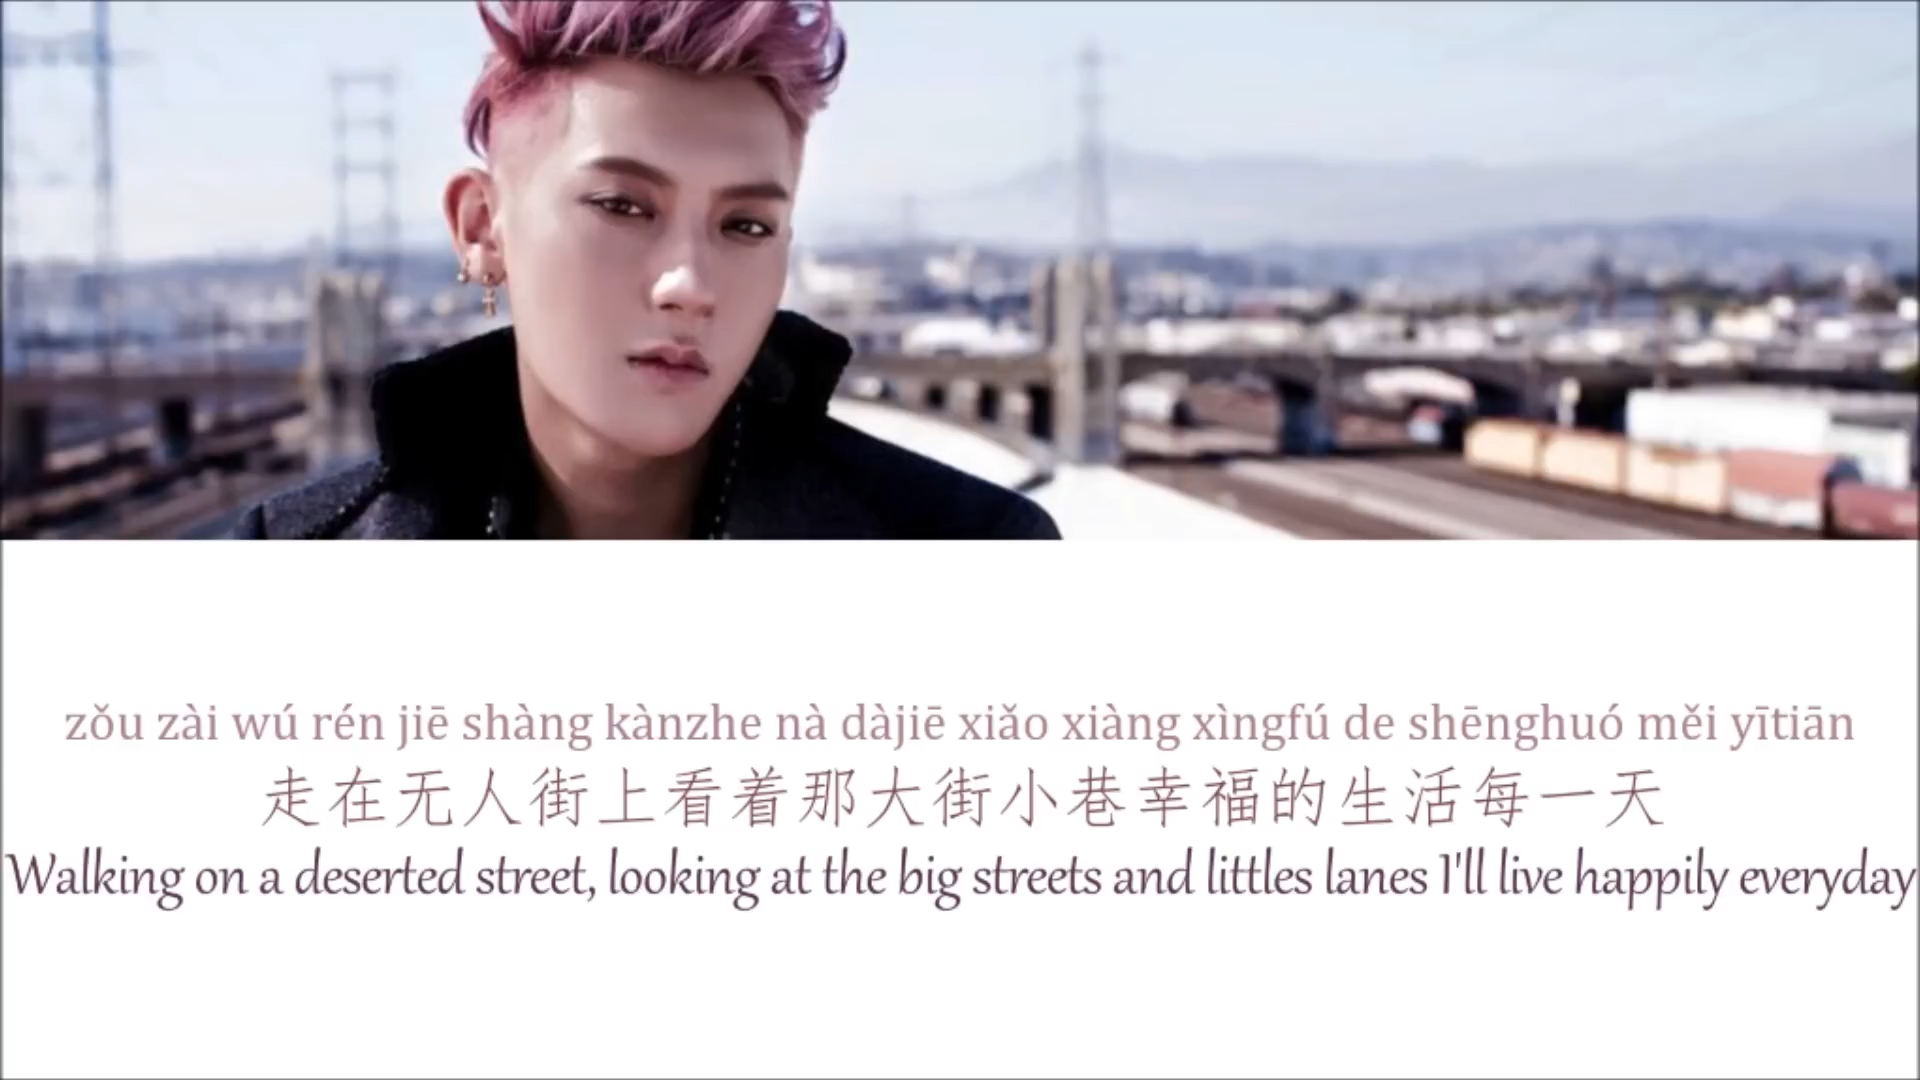 zǒu zài wú rén jiē shàng kànzhe nà dàjiē xiǎo xiàng xìngfú de shēnghuó měi yītiān
走在无人街上看着那大街小巷幸福的生活每一天
Walking on a deserted street, looking at the big streets and littles lanes I'll live happily everyday